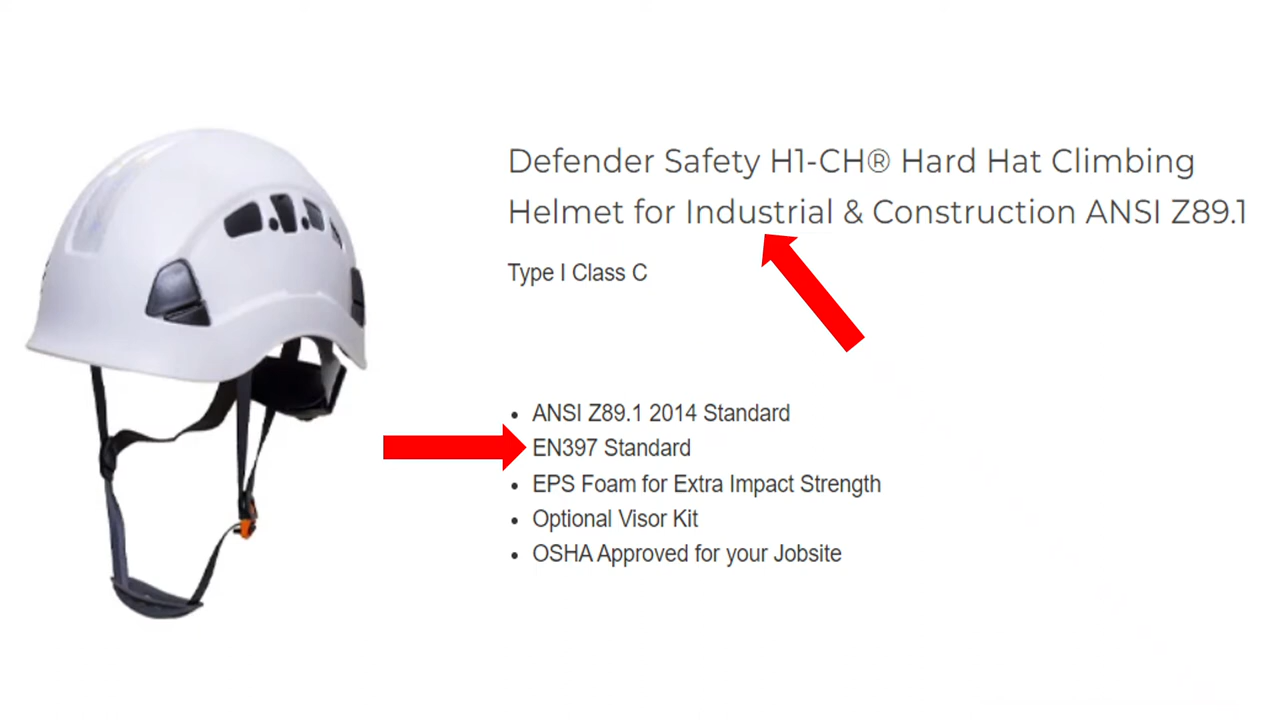 Defender Safety H1-CH® Hard Hat Climbing
Helmet for Industrial & Construction ANSI Z89.1
Type I Class C
ANSI Z89.1 2014 Standard
EN397 Standard
EPS Foam for Extra Impact Strength
Optional Visor Kit
OSHA Approved for your Jobsite